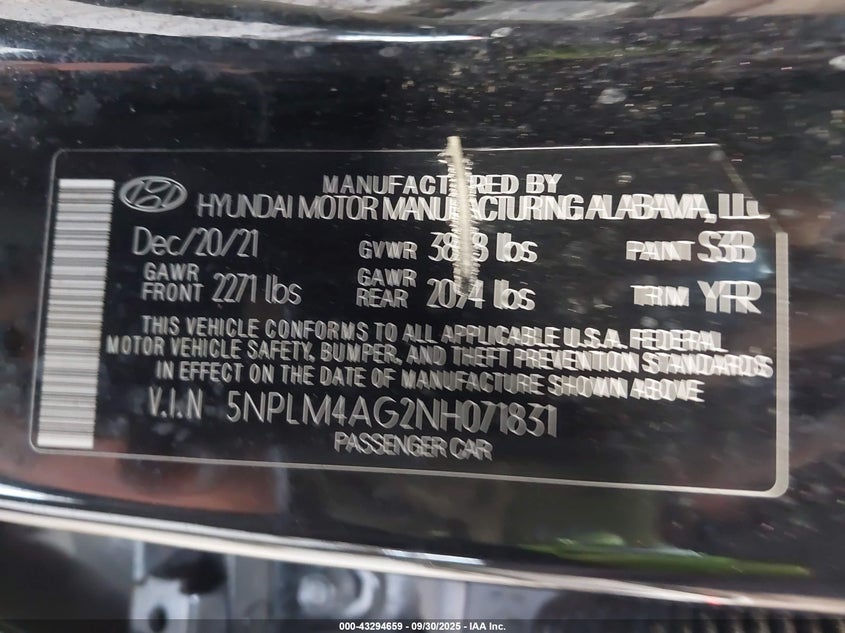 MANUFACTURED BY
HYUNDAI MOTOR MANUFACTURING ALABAMA, LLC
Dec/20/21 GVWR lbs PAINT S3B
GAWR FRONT 2271 lbs GAWR REAR lbs TRIM YFR
THIS VEHICLE CONFORMS TO ALL APPLICABLE U.S.A. FEDERAL
MOTOR VEHICLE SAFETY, BUMPER, AND THEFT PREVENTION STANDARDS
IN EFFECT ON THE DATE OF MANUFACTURE SHOWN ABOVE
V.I.N 5NPLM4AG2NH071831
PASSENGER CAR
000-43294659 - 09/30/2025 - IAA Inc.